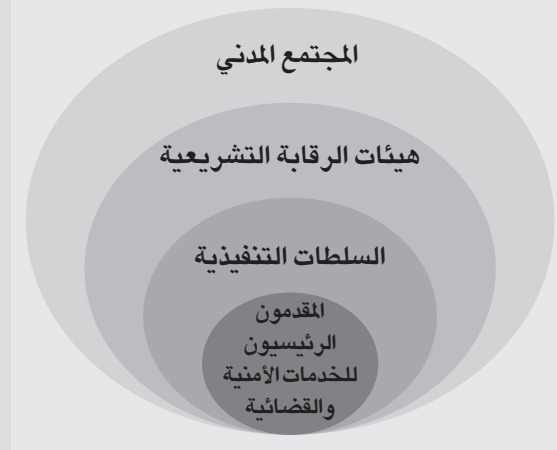 المجتمع المدني
هيئات الرقابة التشريعية
السلطات التنفيذية
المقدمون
الرئيسيون
للخدمات الأمنية
والقضائية